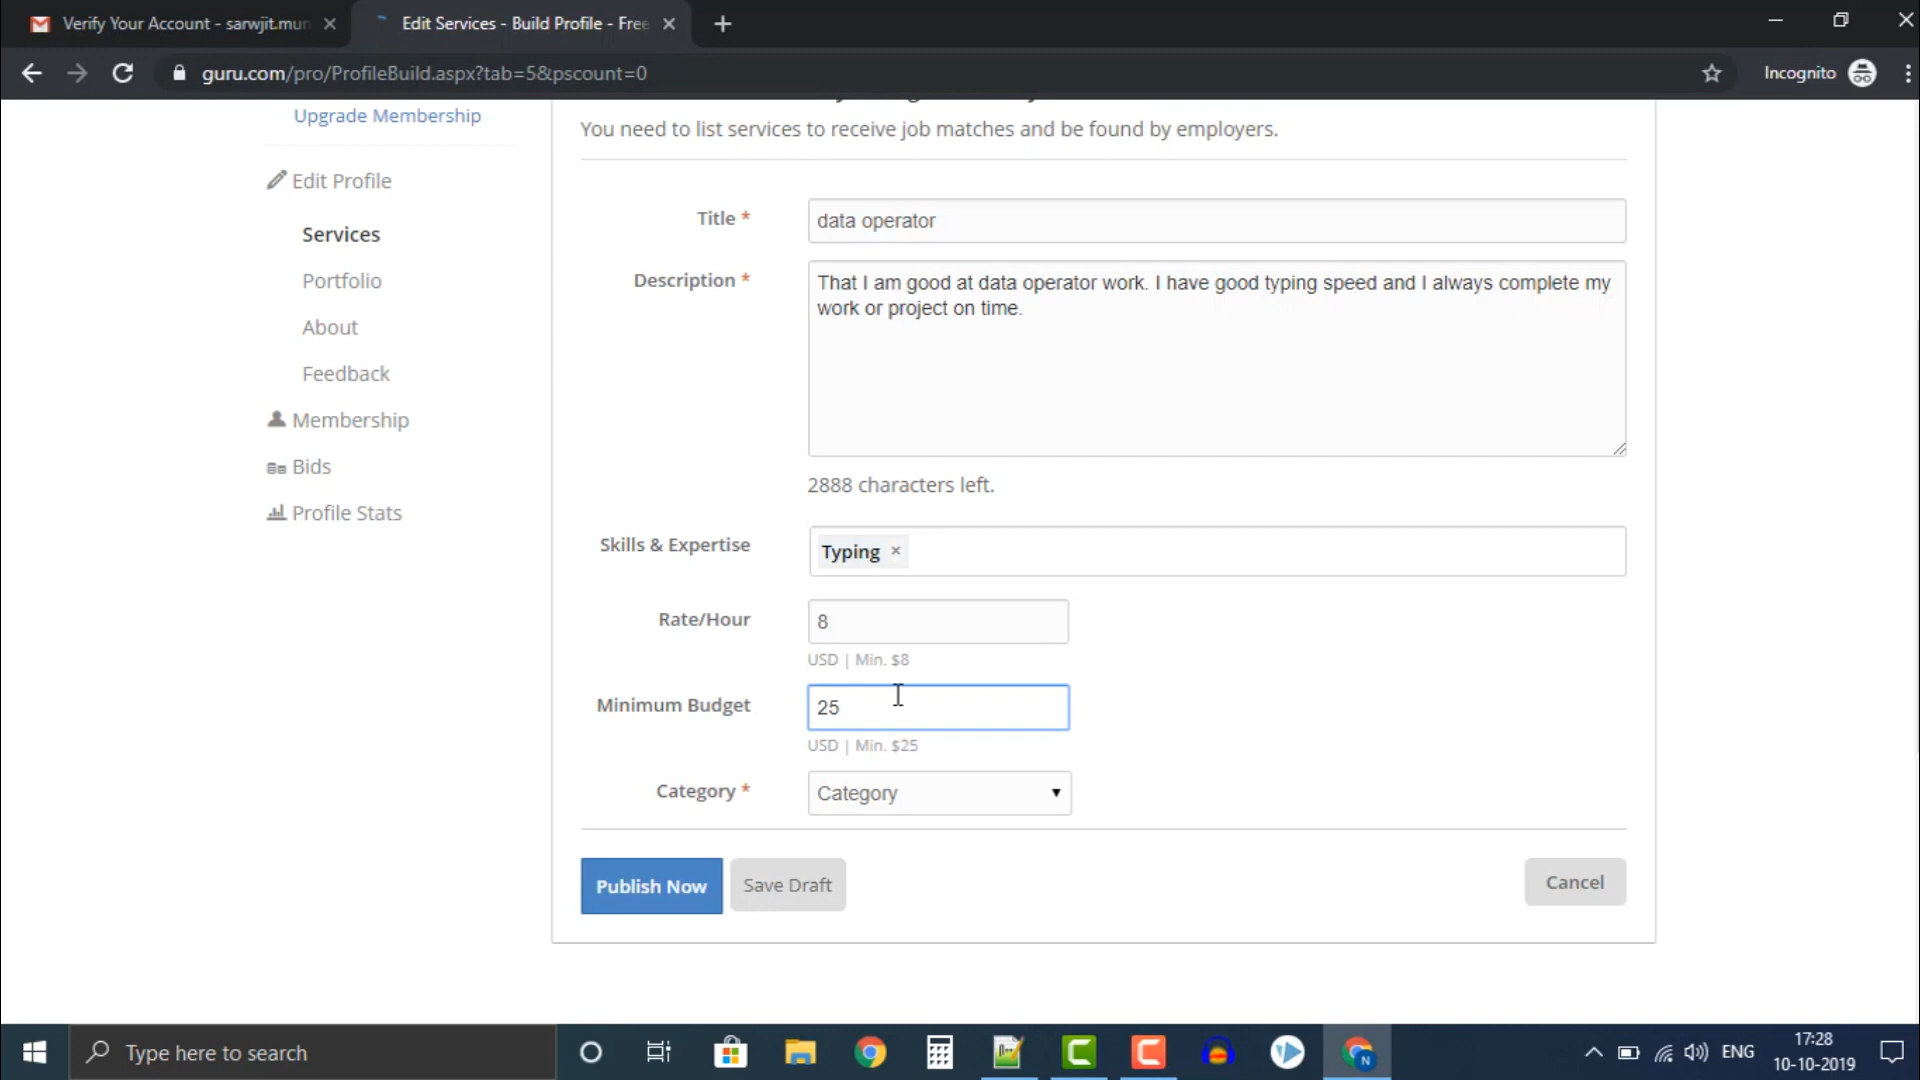 Verify Your Account - sarwjit.mun
Edit Services - Build Profile - Free
guru.com/pro/ProfileBuild.aspx?tab=5&pscount=0
Incognito
Upgrade Membership
You need to list services to receive job matches and be found by employers.
Edit Profile
Services
Portfolio
About
Feedback
Membership
Bids
Profile Stats
Title *
data operator
Description *
That I am good at data operator work. I have good typing speed and I always complete my
work or project on time.
2888 characters left.
Skills & Expertise
Typing ×
Rate/Hour
8
USD | Min. $8
Minimum Budget
25
USD | Min. $25
Category *
Category
Publish Now
Save Draft
Cancel
Type here to search
N
ENG
17:28
10-10-2019